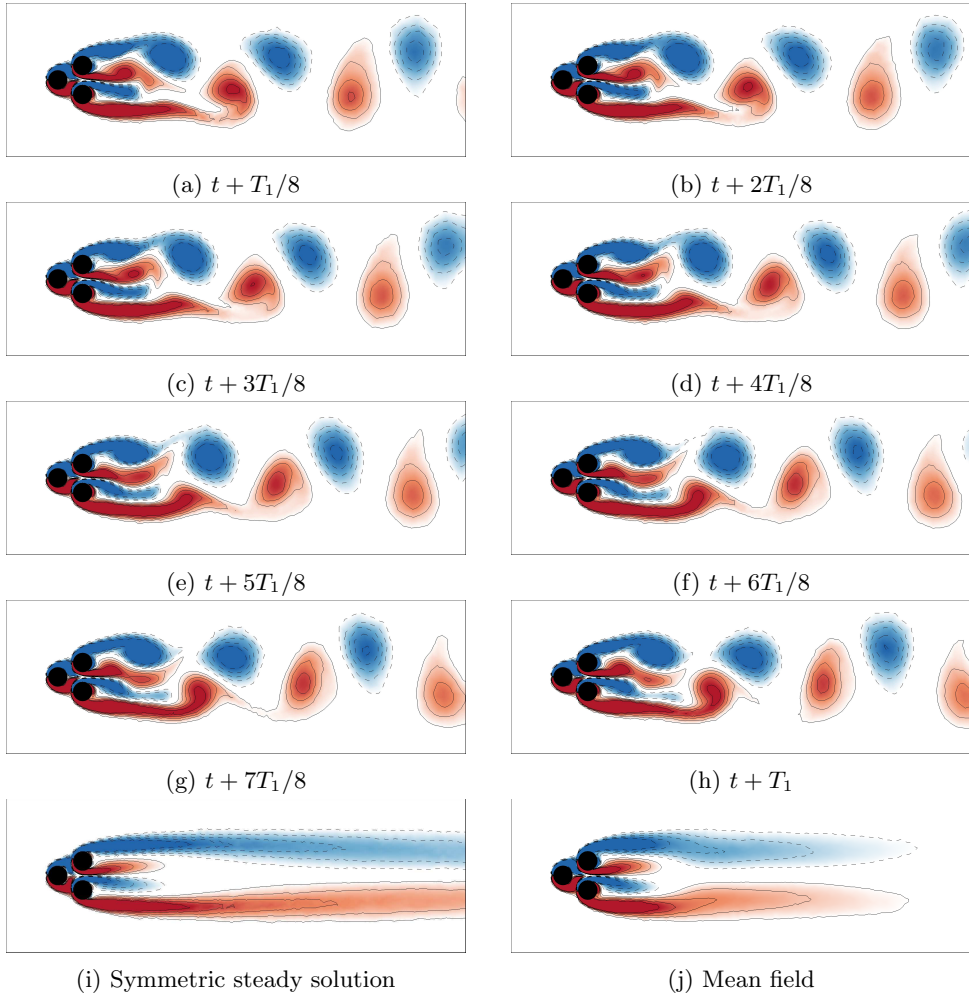 (a) t + T₁/8
(b) t + 2T₁/8
(c) t + 3T₁/8
(d) t + 4T₁/8
(e) t + 5T₁/8
(f) t + 6T₁/8
(g) t + 7T₁/8
(h) t + T₁
(i) Symmetric steady solution
(j) Mean field